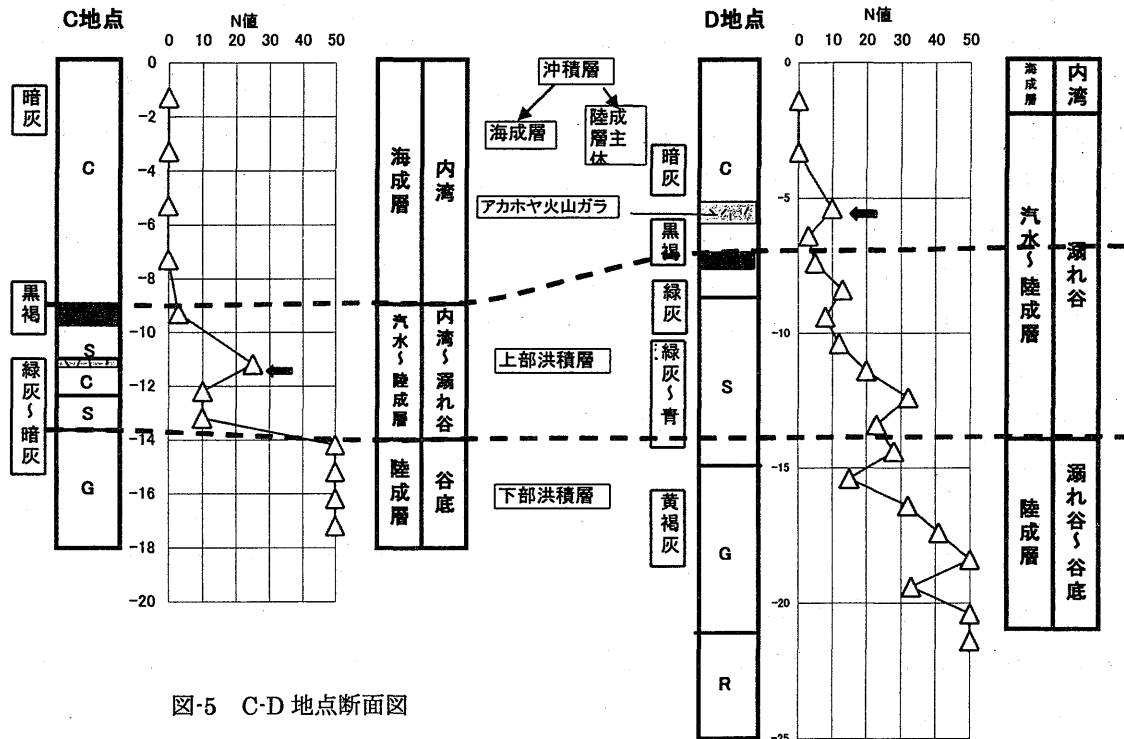 C地点
N値
0 10 20 30 40 50
0
-2
-4
-6
-8
-10
-12
-14
-16
-18
-20
暗灰
黒褐
緑灰~暗灰
C
S
C
S
G
海成層
内湾
汽水~陸成層
内湾~溺れ谷
陸成層
谷底
沖積層
海成層
陸成
層主
体
アカホヤ火山ガラ
上部洪積層
下部洪積層
D地点
N値
0 10 20 30 40 50
0
-5
-10
-15
-20
-25
暗灰
黒褐
緑灰
緑灰~青
黄褐灰
C
S
G
R
海成層
内湾
汽水~陸成層
溺れ谷
陸成層
溺れ谷~谷底
図-5 C-D 地点断面図